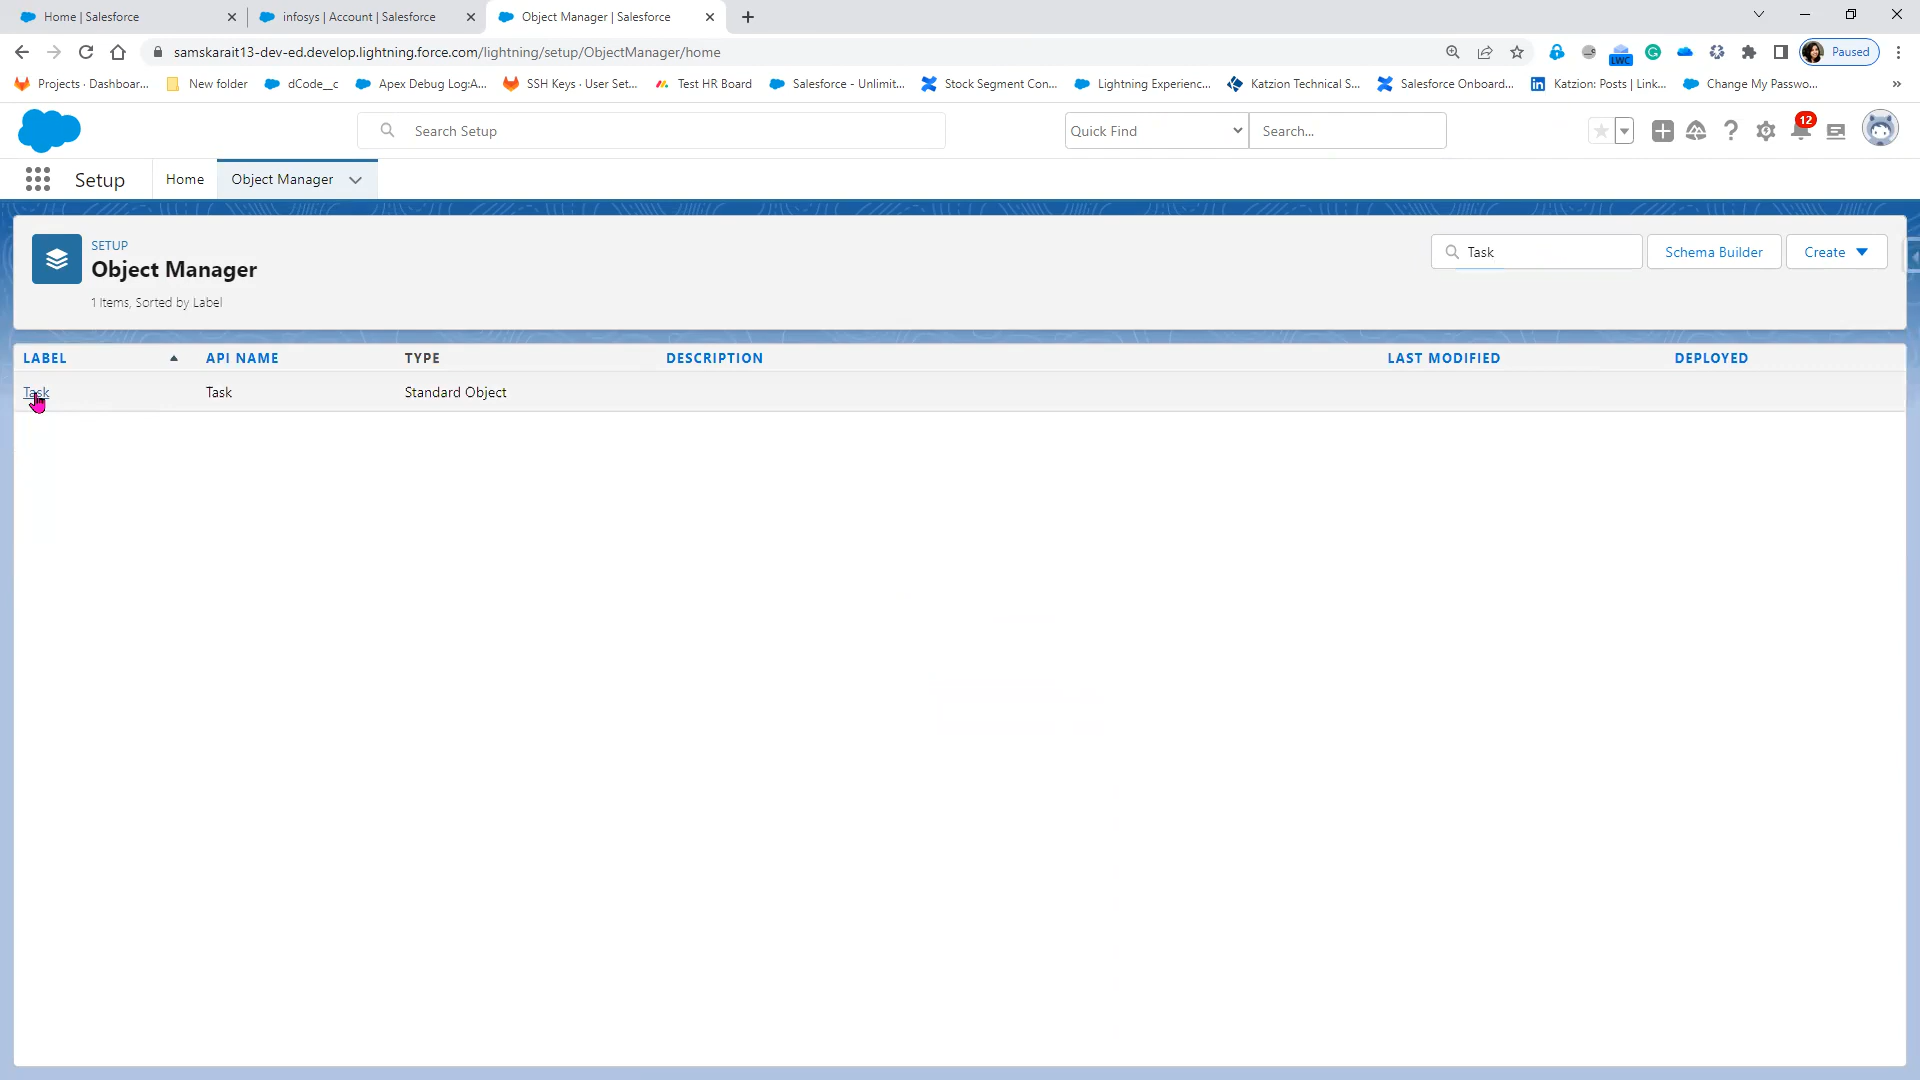 Home | Salesforce
infosys | Account | Salesforce
Object Manager | Salesforce
samskarait13-dev-ed.develop.lightning.force.com/lightning/setup/ObjectManager/home
Paused
Projects · Dashboar...
New folder
dCode__c
Apex Debug Log:A...
SSH Keys · User Set...
Test HR Board
Salesforce - Unlimit...
Stock Segment Con...
Lightning Experienc...
Katzion Technical S...
Salesforce Onboard...
Katzion: Posts | Link...
Change My Passwo...
»
LWC
Search Setup
Quick Find
Search...
12
Setup
Home
Object Manager
SETUP
Object Manager
1 Items, Sorted by Label
Task
Schema Builder
Create
LABEL API NAME TYPE DESCRIPTION LAST MODIFIED DEPLOYED
Task Task Standard Object